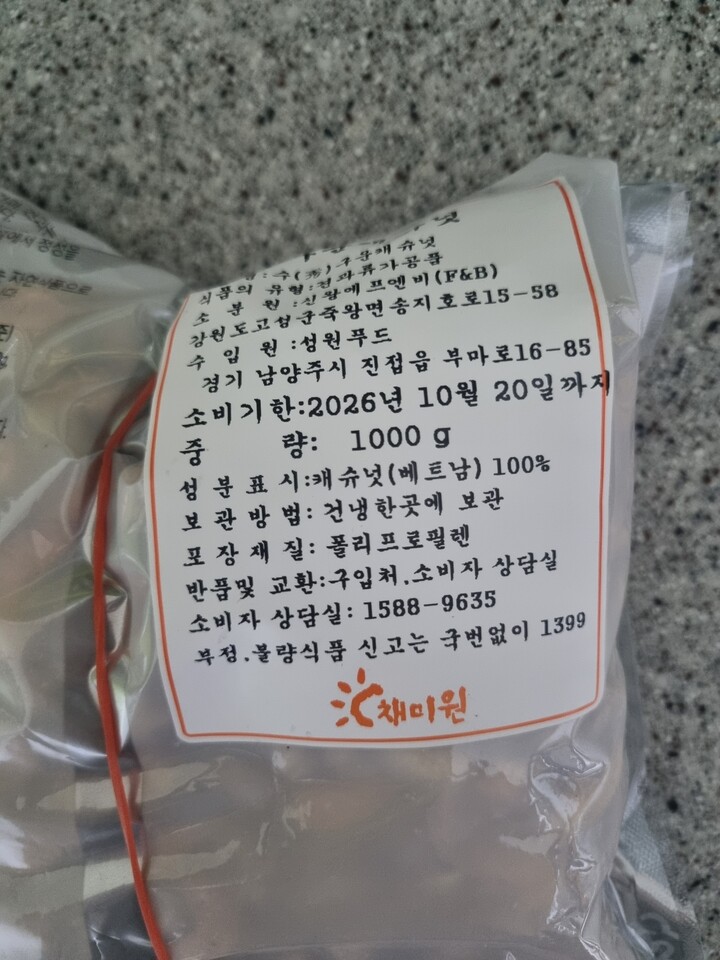 수(秀)구운캐슈넛
식품의 유형:견과류가공품
소 분 원:신왕에프앤비(F&B)
강원도고성군죽왕면송지호로15-58
수 입 원:성원푸드
경기 남양주시 진접읍 부마로16-85
소비기한:2026년 10월 20일까지
중 량: 1000 g
성 분 표 시:캐슈넛(베트남) 100%
보 관 방 법: 건냉한곳에 보관
포 장 재 질: 폴리프로필렌
반품및 교환:구입처.소비자 상담실
소비자 상담실: 1588-9635
부정.불량식품 신고는 국번없이 1399
채미원